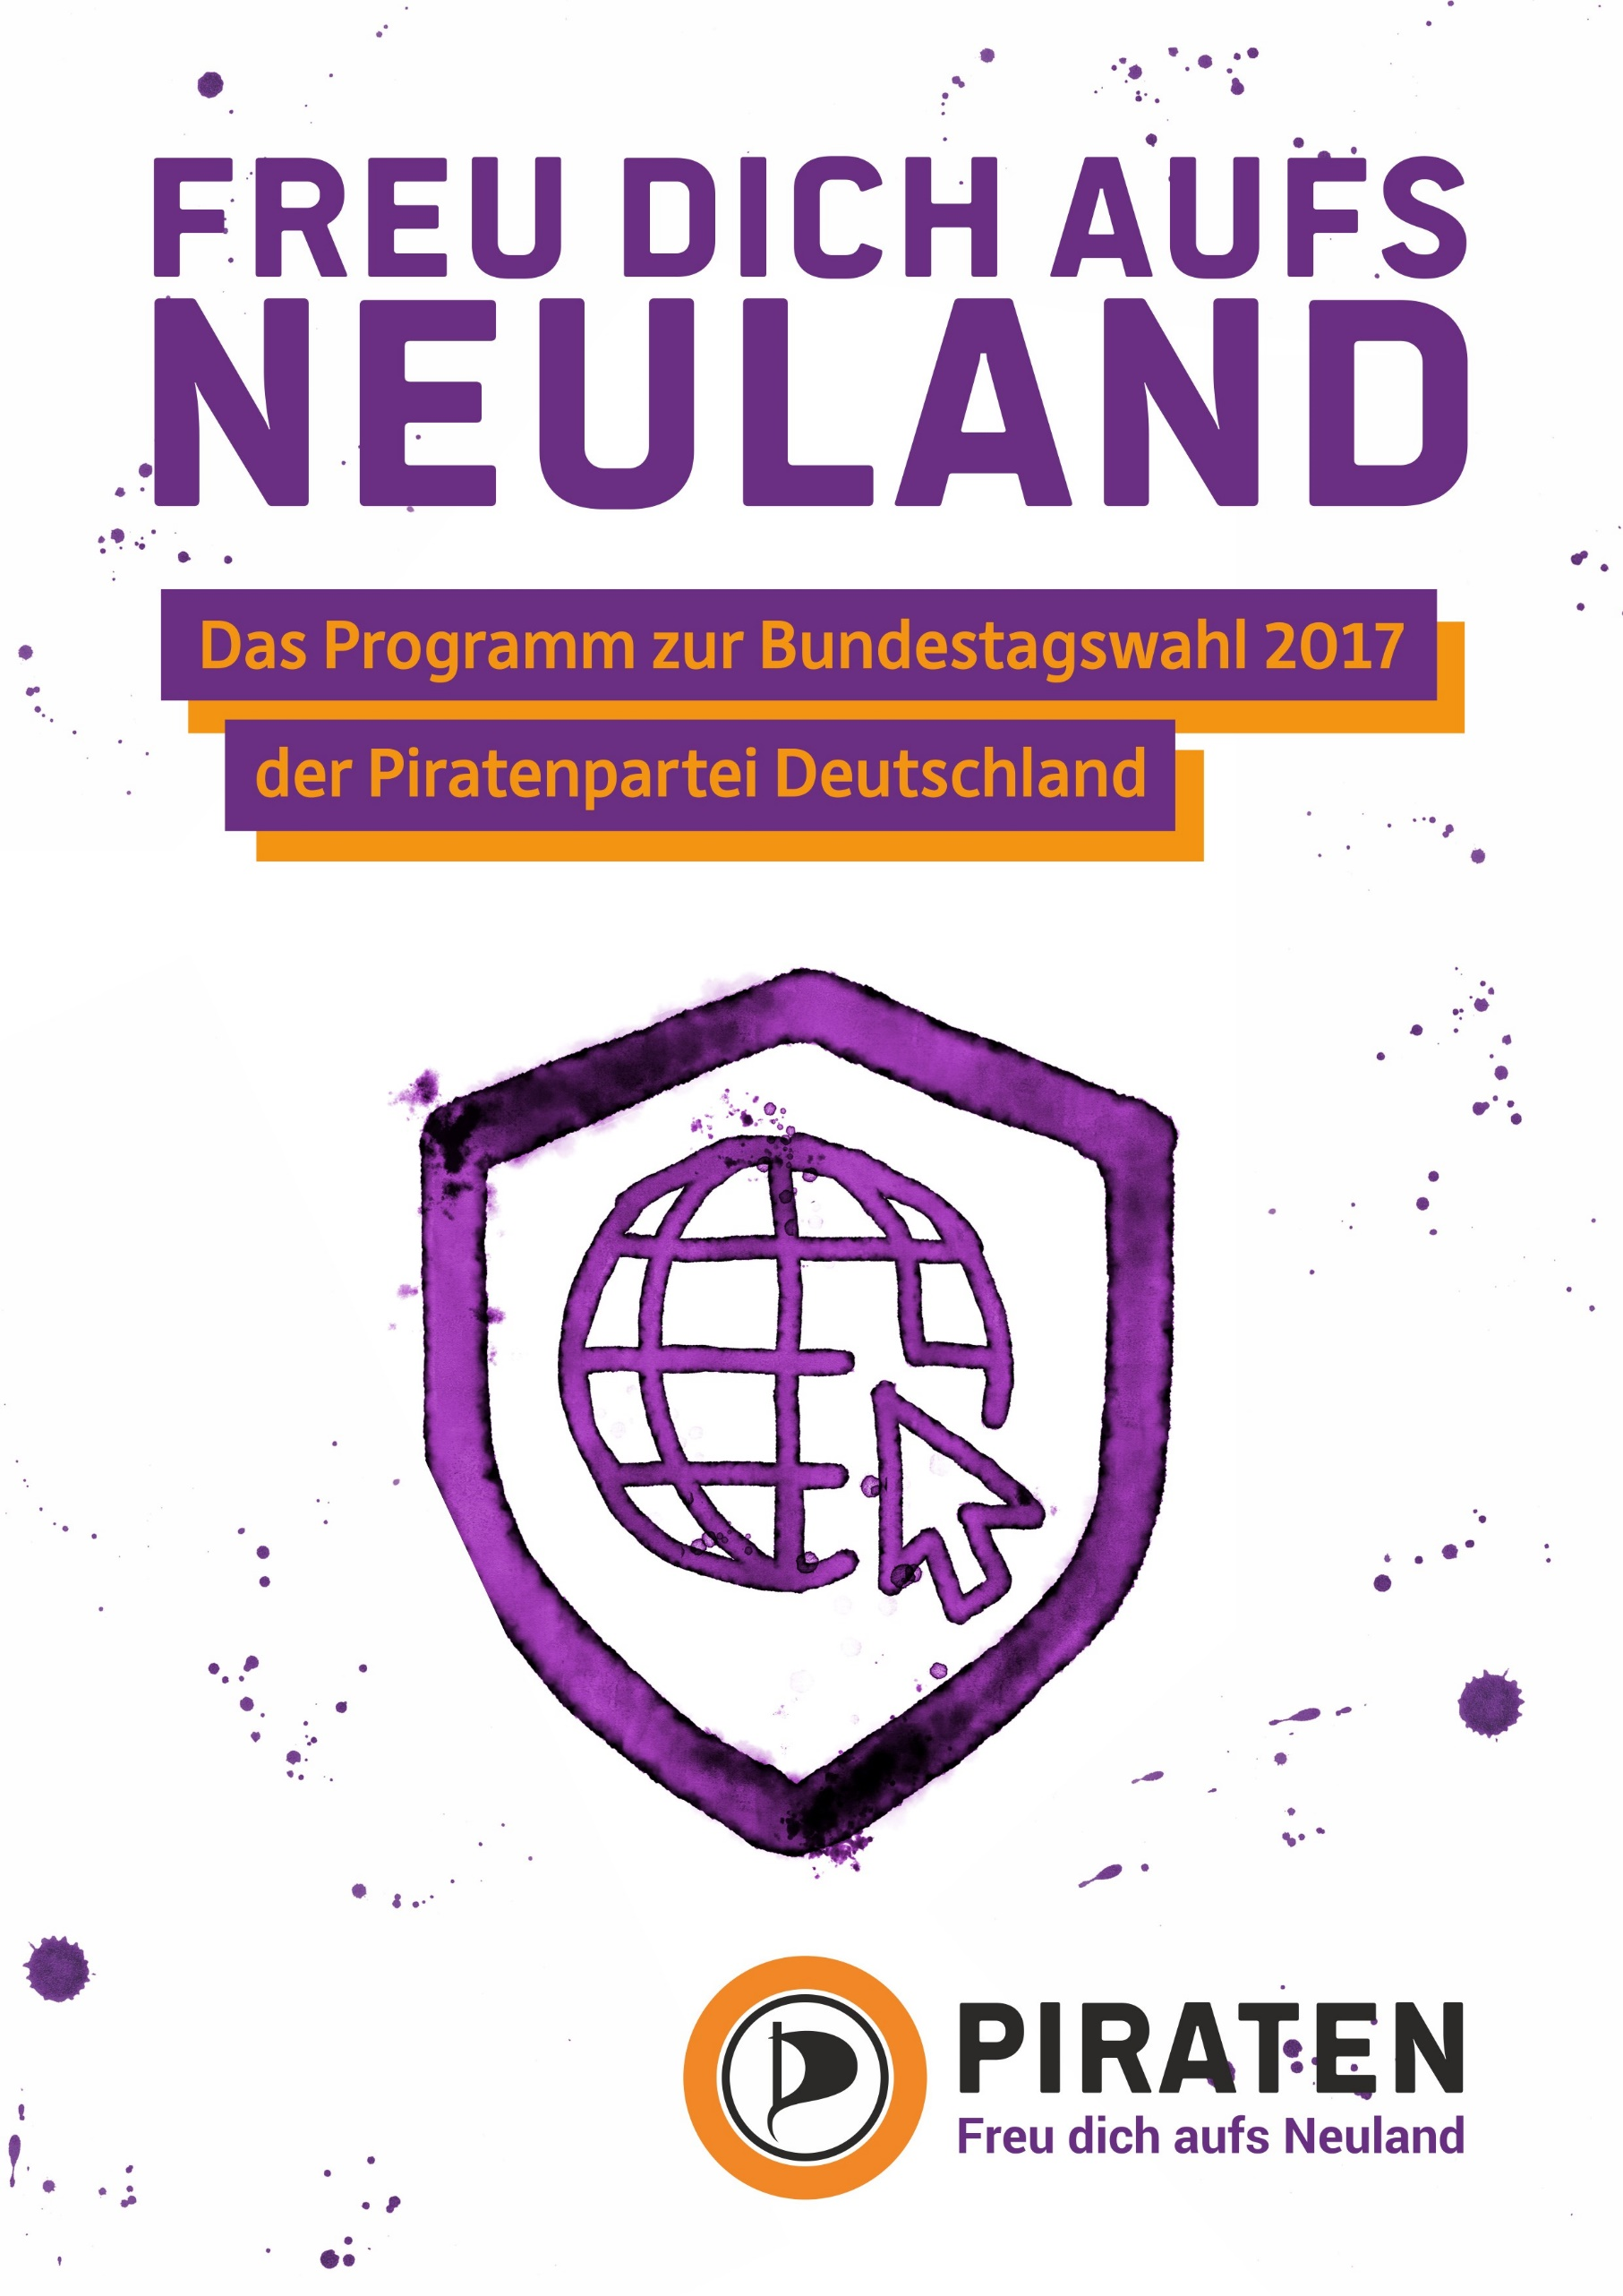 FREU DICH AUFS
NEULAND
Das Programm zur Bundestagswahl 2017
der Piratenpartei Deutschland
PIRATEN
Freu dich aufs Neuland